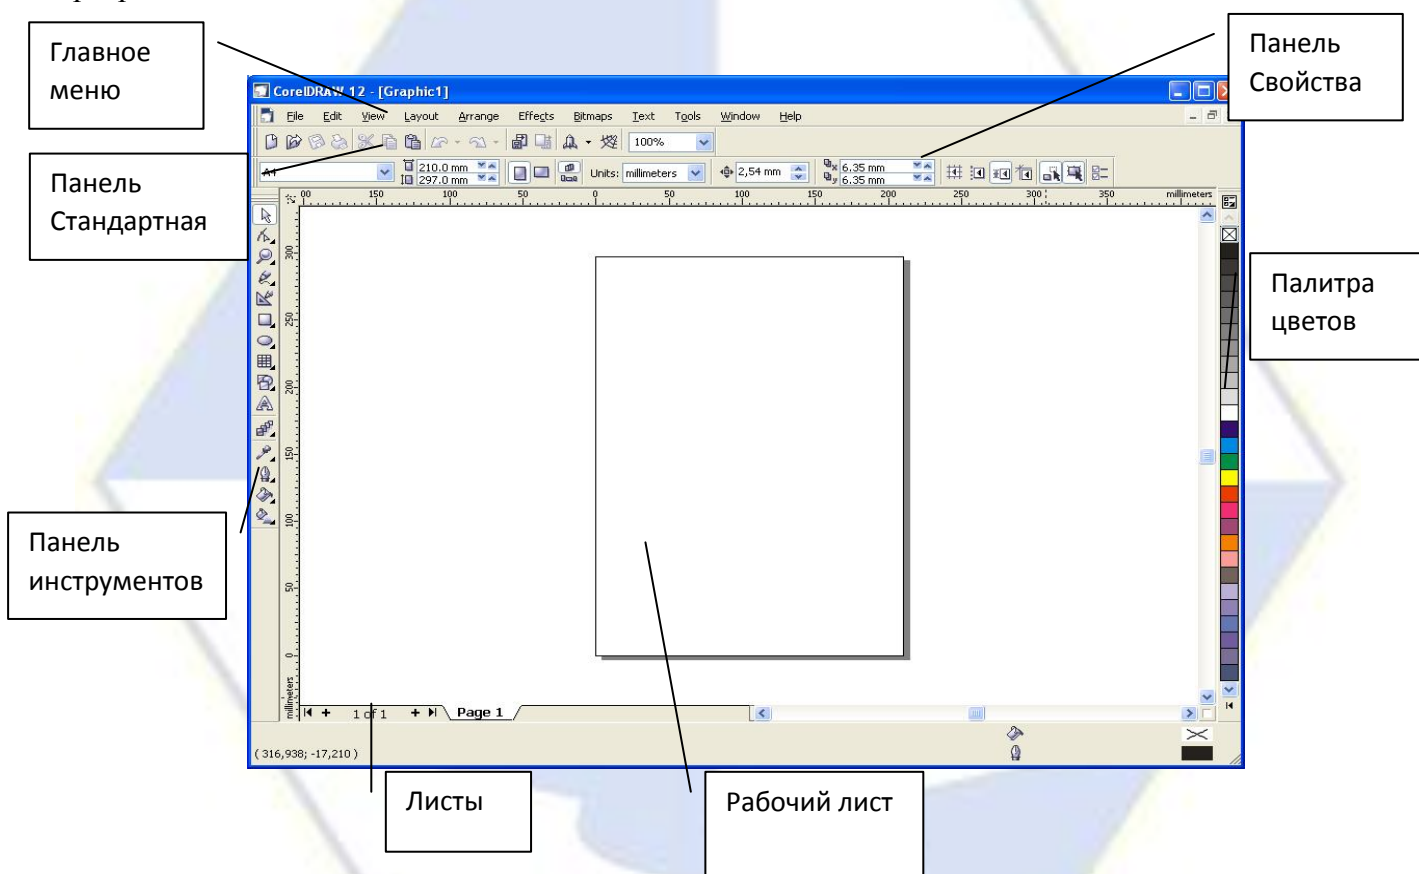 Главное
меню
Панель
Свойства
CorelDRAW 12 - [Graphic1]
File Edit View Layout Arrange Effects Bitmaps Text Tools Window Help
100%
Панель
Стандартная
A4
210.0 mm
297.0 mm
Units: millimeters
2,54 mm
x 6.35 mm
y 6.35 mm
00 150 100 50 0 50 100 150 200 250 300 350 millimeters
300
250
200
150
100
50
0
millimeters
Палитра
цветов
Панель
инструментов
1 of 1
Page 1
( 316,938; -17,210 )
Листы
Рабочий лист